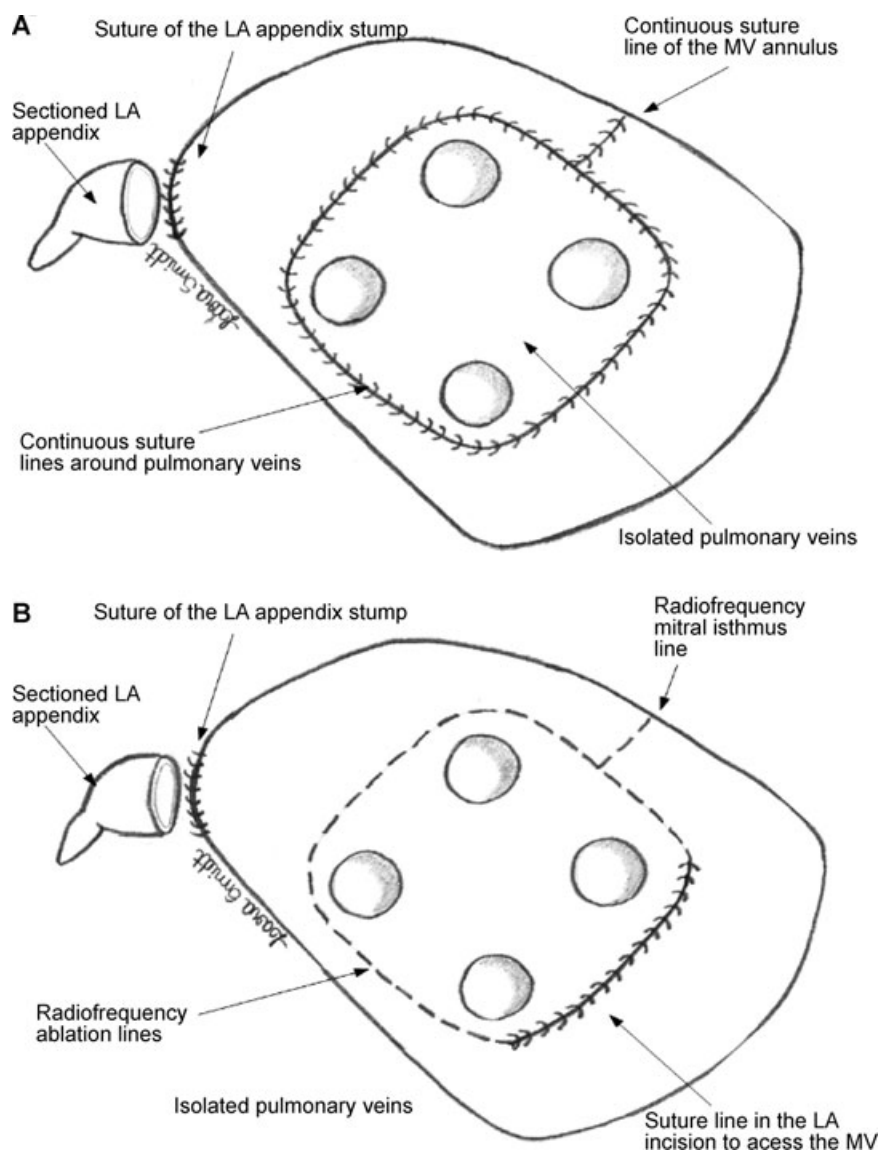 A
Suture of the LA appendix stump
Continuous suture
line of the MV annulus
Sectioned LA
appendix
Continuous suture
lines around pulmonary veins
Isolated pulmonary veins
B
Suture of the LA appendix stump
Radiofrequency
mitral isthmus
line
Sectioned LA
appendix
Radiofrequency
ablation lines
Isolated pulmonary veins
Suture line in the LA
incision to acess the MV